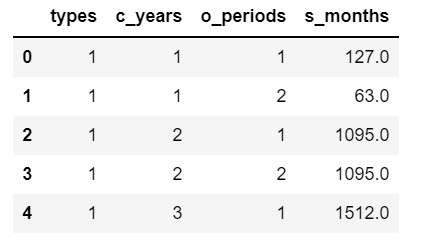 types c_years o_periods s_months
0 1 1 1 127.0
1 1 1 2 63.0
2 1 2 1 1095.0
3 1 2 2 1095.0
4 1 3 1 1512.0